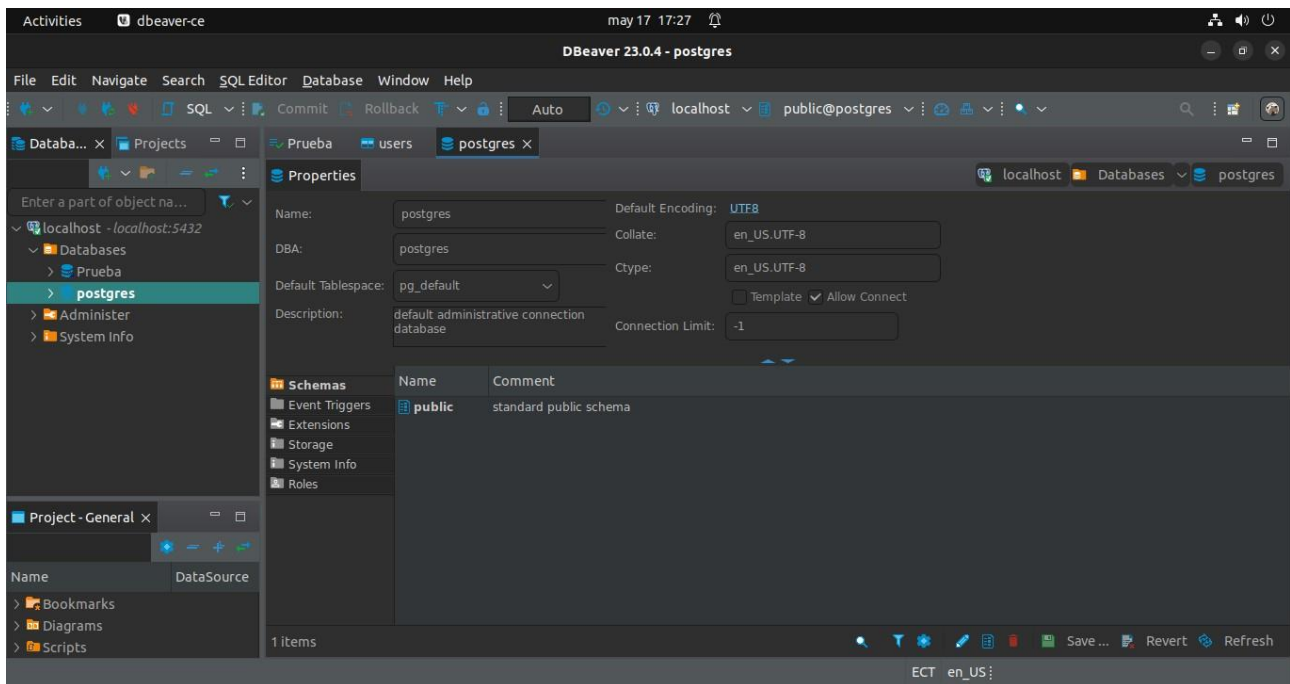 Activities dbeaver-ce may 17 17:27
DBeaver 23.0.4 - postgres
File Edit Navigate Search SQL Editor Database Window Help
SQL Commit Rollback Auto localhost public@postgres
Databa... Projects Prueba users postgres
Properties localhost Databases postgres
Enter a part of object na...
localhost - localhost:5432
Databases
Prueba
postgres
Administer
System Info
Name: postgres
DBA: postgres
Default Tablespace: pg_default
Description: default administrative connection
database
Default Encoding: UTF8
Collate: en_US.UTF-8
Ctype: en_US.UTF-8
Template Allow Connect
Connection Limit: -1
Schemas
Event Triggers
Extensions
Storage
System Info
Roles
Name Comment
public standard public schema
Project - General
Name DataSource
Bookmarks
Diagrams
Scripts
1 items Save ... Revert Refresh
ECT en_US